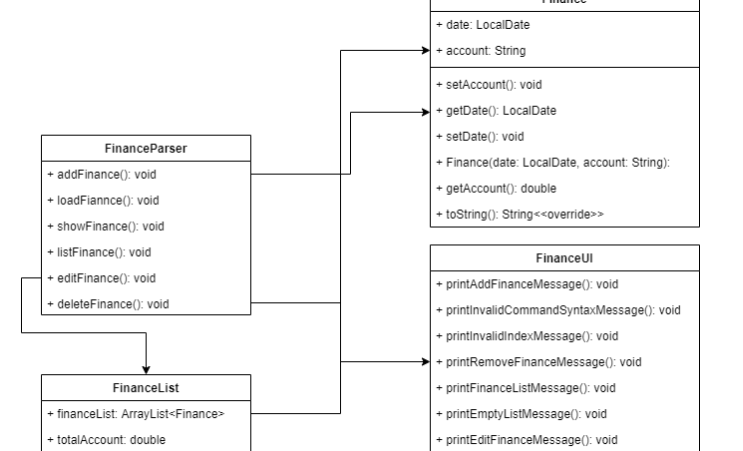 Finance
+ date: LocalDate
+ account: String
+ setAccount(): void
+ getDate(): LocalDate
+ setDate(): void
+ Finance(date: LocalDate, account: String):
+ getAccount(): double
+ toString(): String<<override>>
FinanceParser
+ addFinance(): void
+ loadFiannce(): void
+ showFinance(): void
+ listFinance(): void
+ editFinance(): void
+ deleteFinance(): void
FinanceUI
+ printAddFinanceMessage(): void
+ printInvalidCommandSyntaxMessage(): void
+ printInvalidIndexMessage(): void
+ printRemoveFinanceMessage(): void
+ printFinanceListMessage(): void
+ printEmptyListMessage(): void
+ printEditFinanceMessage(): void
FinanceList
+ financeList: ArrayList<Finance>
+ totalAccount: double